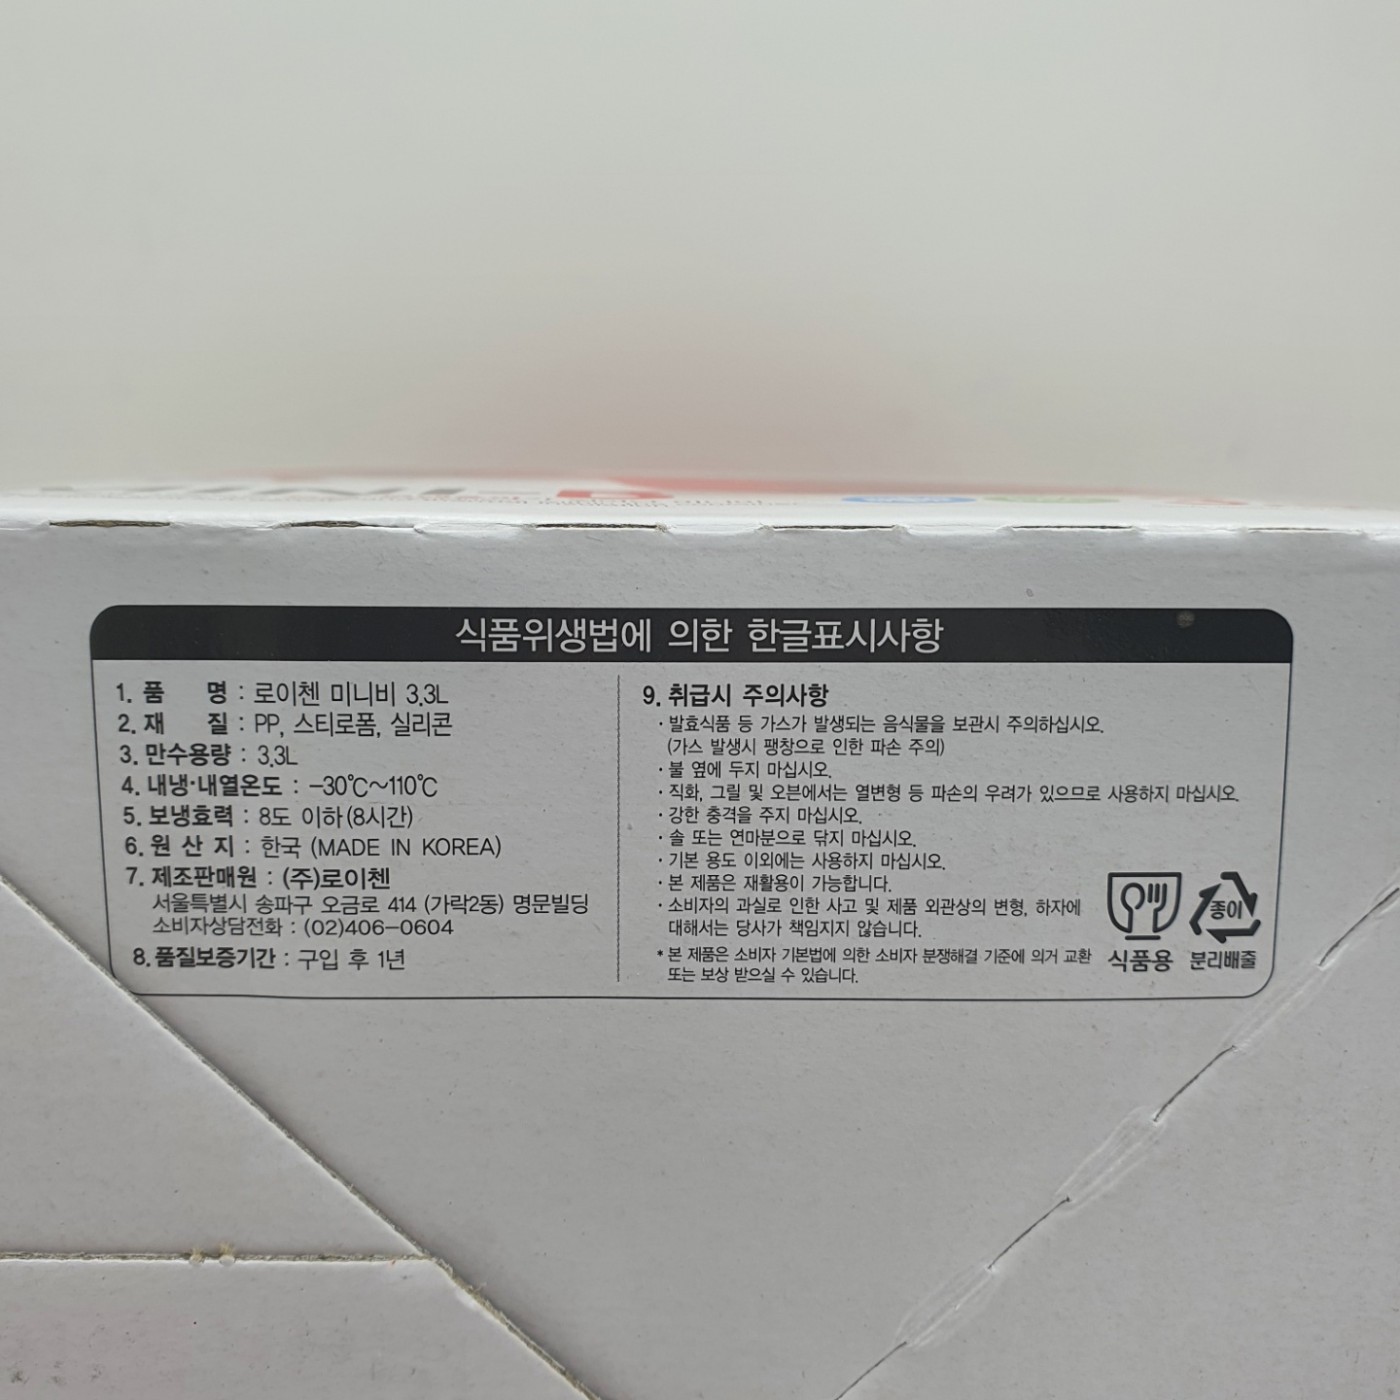 식품위생법에 의한 한글표시사항
1. 품 명 : 로이첸 미니비 3.3L
2. 재 질 : PP, 스티로폼, 실리콘
3. 만수용량 : 3.3L
4. 내냉·내열온도 : -30℃~110℃
5. 보냉효력 : 8도 이하(8시간)
6. 원 산 지 : 한국 (MADE IN KOREA)
7. 제조판매원 : (주)로이첸
서울특별시 송파구 오금로 414 (가락2동) 명문빌딩
소비자상담전화 : (02)406-0604
8. 품질보증기간 : 구입 후 1년
9. 취급시 주의사항
· 발효식품 등 가스가 발생되는 음식물을 보관시 주의하십시오.
(가스 발생시 팽창으로 인한 파손 주의)
· 불 옆에 두지 마십시오.
· 직화, 그릴 및 오븐에서는 열변형 등 파손의 우려가 있으므로 사용하지 마십시오.
· 강한 충격을 주지 마십시오.
· 솔 또는 연마분으로 닦지 마십시오.
· 기본 용도 이외에는 사용하지 마십시오.
· 본 제품은 재활용이 가능합니다.
· 소비자의 과실로 인한 사고 및 제품 외관상의 변형, 하자에
대해서는 당사가 책임지지 않습니다.
* 본 제품은 소비자 기본법에 의한 소비자 분쟁해결 기준에 의거 교환
또는 보상 받으실 수 있습니다.
식품용
종이
분리배출